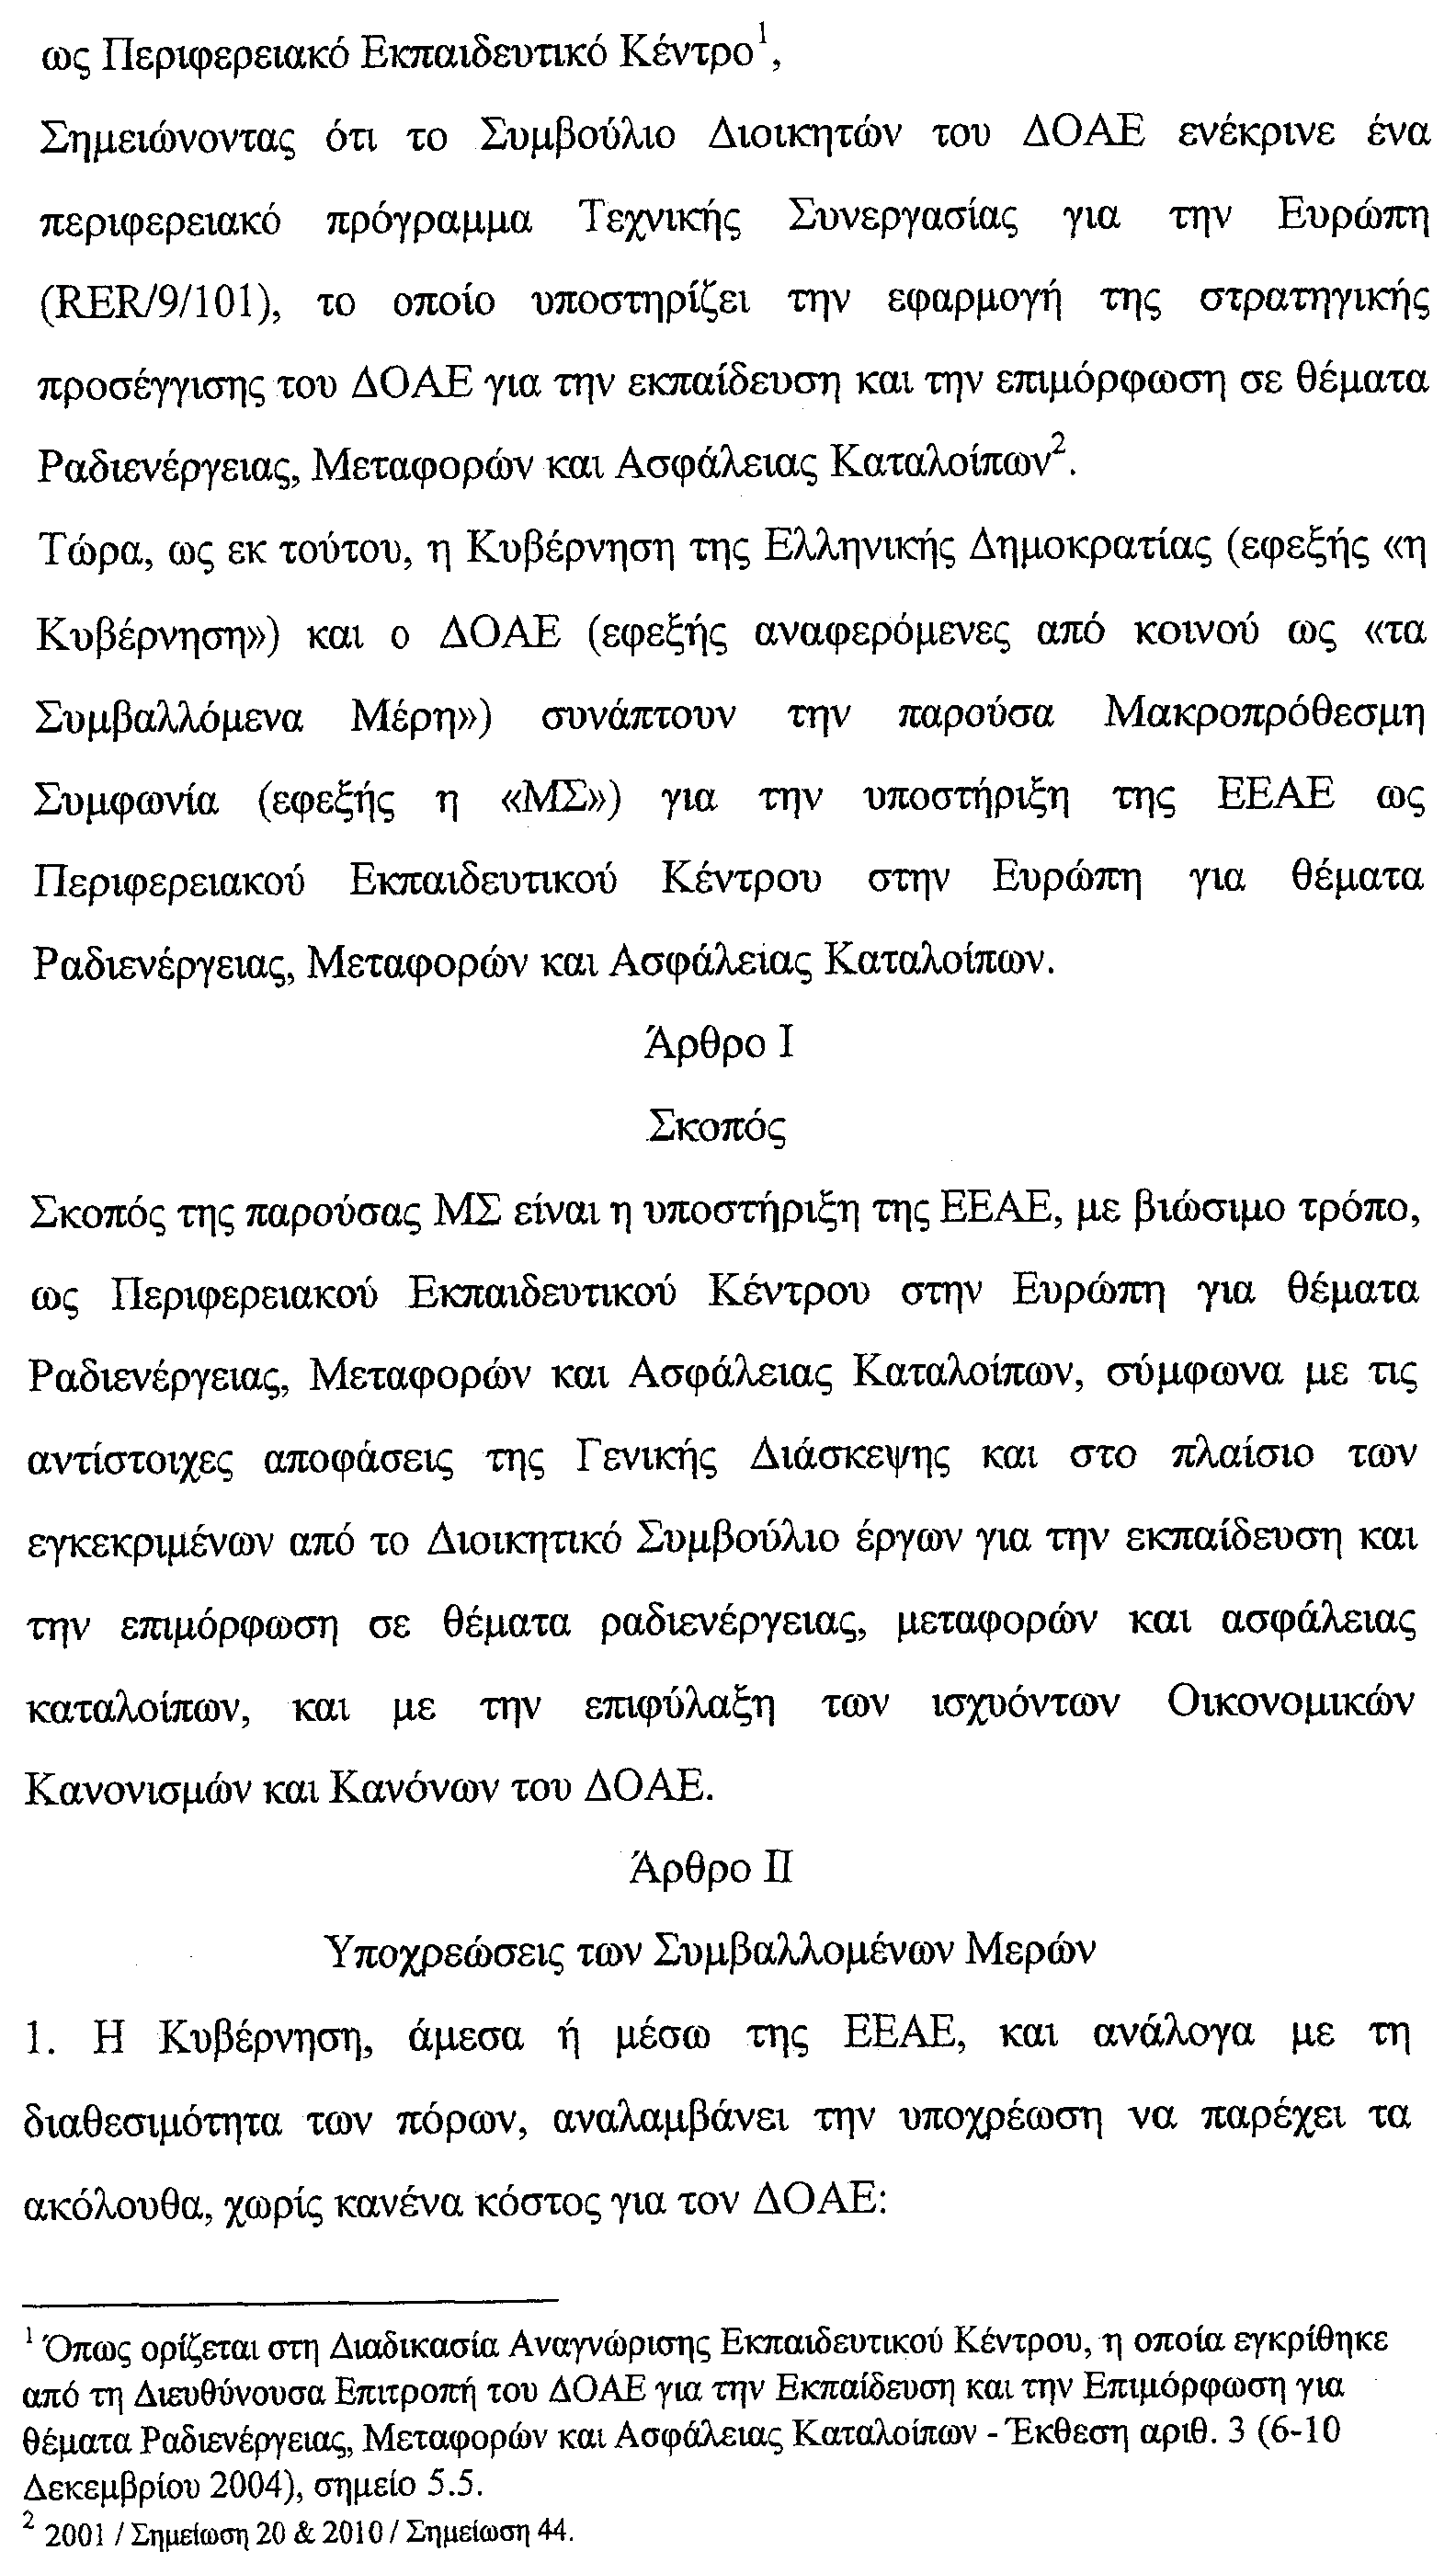 ως Περιφερειακό Εκπαιδευτικό Κέντρο¹,
Σημειώνοντας ότι το Συμβούλιο Διοικητών του ΔΟΑΕ ενέκρινε ένα
περιφερειακό πρόγραμμα Τεχνικής Συνεργασίας για την Ευρώπη
(RER/9/101), το οποίο υποστηρίζει την εφαρμογή της στρατηγικής
προσέγγισης του ΔΟΑΕ για την εκπαίδευση και την επιμόρφωση σε θέματα
Ραδιενέργειας, Μεταφορών και Ασφάλειας Καταλοίπων².
Τώρα, ως εκ τούτου, η Κυβέρνηση της Ελληνικής Δημοκρατίας (εφεξής «η
Κυβέρνηση») και ο ΔΟΑΕ (εφεξής αναφερόμενες από κοινού ως «τα
Συμβαλλόμενα Μέρη») συνάπτουν την παρούσα Μακροπρόθεσμη
Συμφωνία (εφεξής η «ΜΣ») για την υποστήριξη της ΕΕΑΕ ως
Περιφερειακού Εκπαιδευτικού Κέντρου στην Ευρώπη για θέματα
Ραδιενέργειας, Μεταφορών και Ασφάλειας Καταλοίπων.
Άρθρο Ι
Σκοπός
Σκοπός της παρούσας ΜΣ είναι η υποστήριξη της ΕΕΑΕ, με βιώσιμο τρόπο,
ως Περιφερειακού Εκπαιδευτικού Κέντρου στην Ευρώπη για θέματα
Ραδιενέργειας, Μεταφορών και Ασφάλειας Καταλοίπων, σύμφωνα με τις
αντίστοιχες αποφάσεις της Γενικής Διάσκεψης και στο πλαίσιο των
εγκεκριμένων από το Διοικητικό Συμβούλιο έργων για την εκπαίδευση και
την επιμόρφωση σε θέματα ραδιενέργειας, μεταφορών και ασφάλειας
καταλοίπων, και με την επιφύλαξη των ισχυόντων Οικονομικών
Κανονισμών και Κανόνων του ΔΟΑΕ.
Άρθρο ΙΙ
Υποχρεώσεις των Συμβαλλομένων Μερών
1. Η Κυβέρνηση, άμεσα ή μέσω της ΕΕΑΕ, και ανάλογα με τη
διαθεσιμότητα των πόρων, αναλαμβάνει την υποχρέωση να παρέχει τα
ακόλουθα, χωρίς κανένα κόστος για τον ΔΟΑΕ:
¹ Όπως ορίζεται στη Διαδικασία Αναγνώρισης Εκπαιδευτικού Κέντρου, η οποία εγκρίθηκε
από τη Διευθύνουσα Επιτροπή του ΔΟΑΕ για την Εκπαίδευση και την Επιμόρφωση για
θέματα Ραδιενέργειας, Μεταφορών και Ασφάλειας Καταλοίπων - Έκθεση αριθ. 3 (6-10
Δεκεμβρίου 2004), σημείο 5.5.
² 2001 / Σημείωση 20 & 2010 / Σημείωση 44.